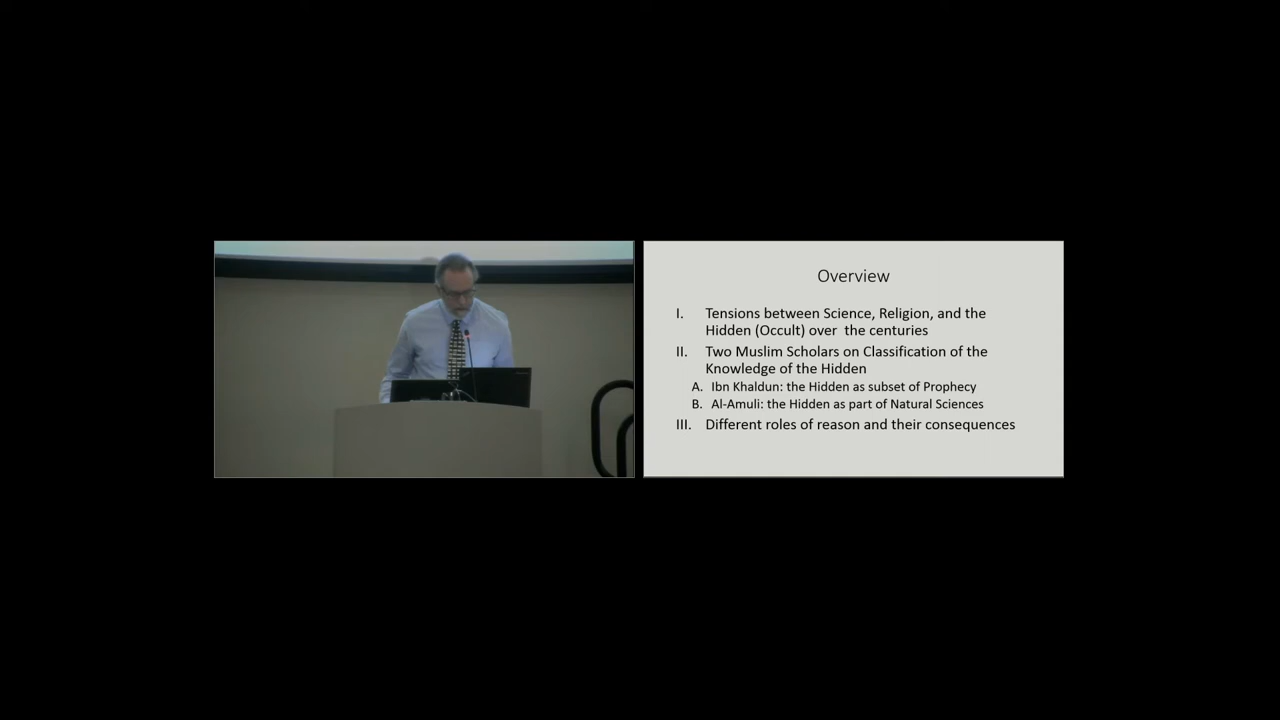 Overview
I. Tensions between Science, Religion, and the
Hidden (Occult) over the centuries
II. Two Muslim Scholars on Classification of the
Knowledge of the Hidden
A. Ibn Khaldun: the Hidden as subset of Prophecy
B. Al-Amuli: the Hidden as part of Natural Sciences
III. Different roles of reason and their consequences